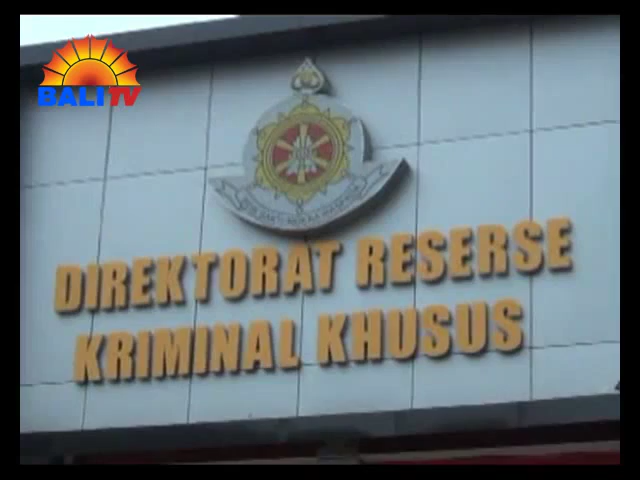 BALI TV
DIREKTORAT RESERSE
KRIMINAL KHUSUS